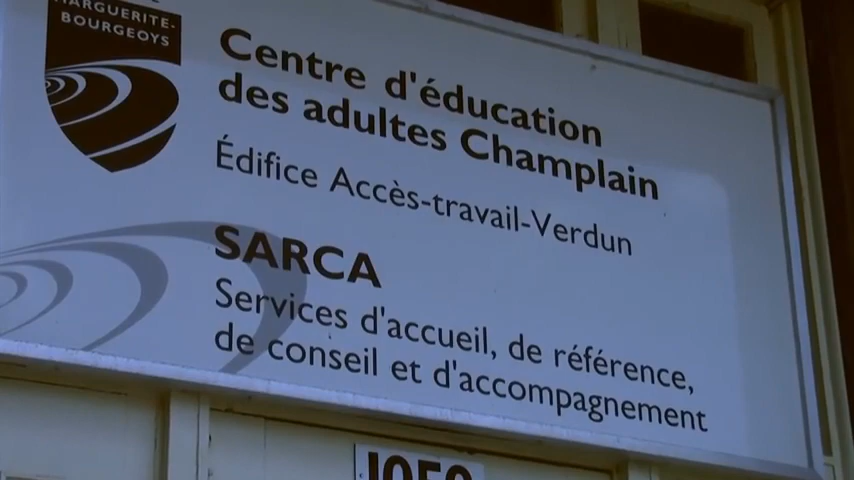 MARGUERITE-
BOURGEOYS
Centre d'éducation
des adultes Champlain
Édifice Accès-travail-Verdun
SARCA
Services d'accueil, de référence,
de conseil et d'accompagnement